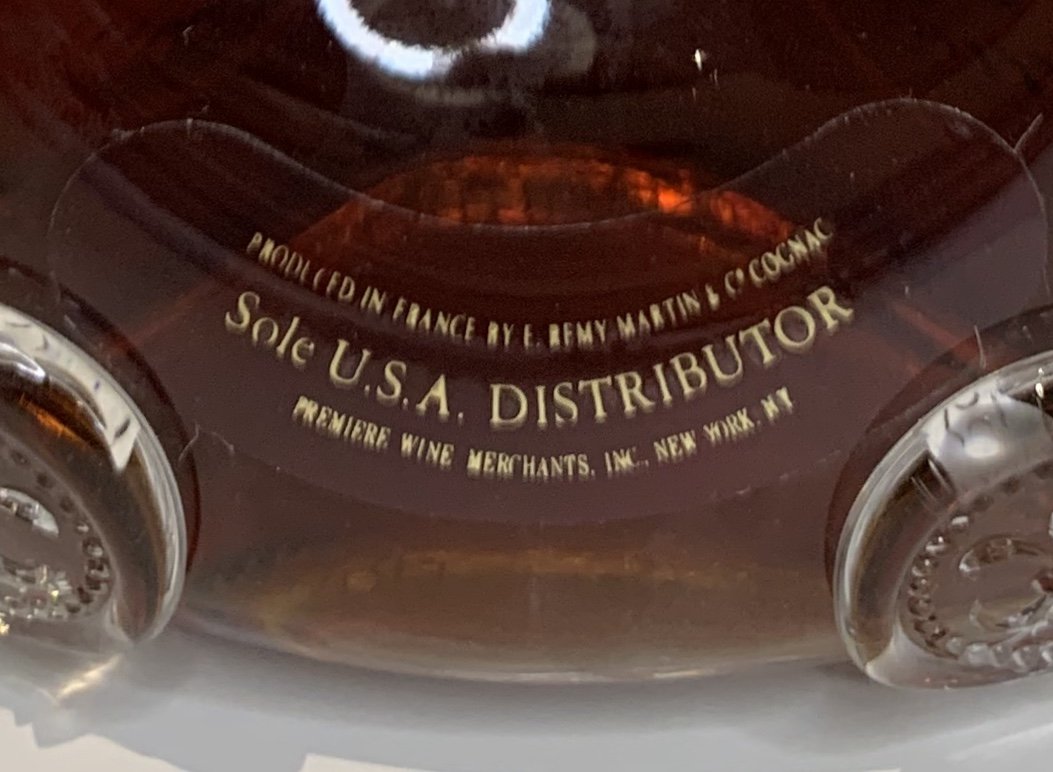 PRODUCED IN FRANCE BY E. REMY MARTIN & Cº COGNAC
Sole U.S.A. DISTRIBUTOR
PREMIERE WINE MERCHANTS, INC., NEW YORK, NY